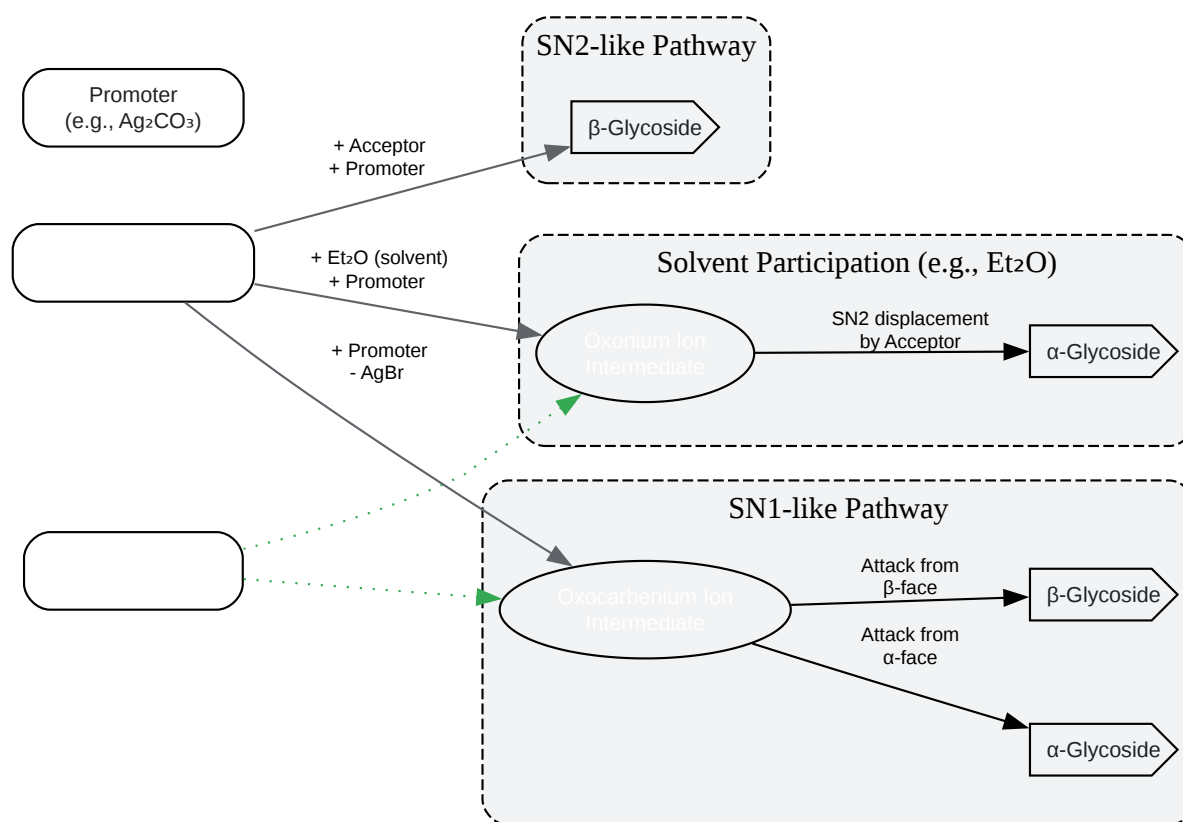 SN2-like Pathway
Promoter
(e.g., Ag₂CO₃)
β-Glycoside
+ Acceptor
+ Promoter
+ Et₂O (solvent)
+ Promoter
Solvent Participation (e.g., Et₂O)
Oxonium Ion
Intermediate
SN2 displacement
by Acceptor
α-Glycoside
+ Promoter
- AgBr
SN1-like Pathway
Oxocarbenium Ion
Intermediate
Attack from
β-face
β-Glycoside
Attack from
α-face
α-Glycoside